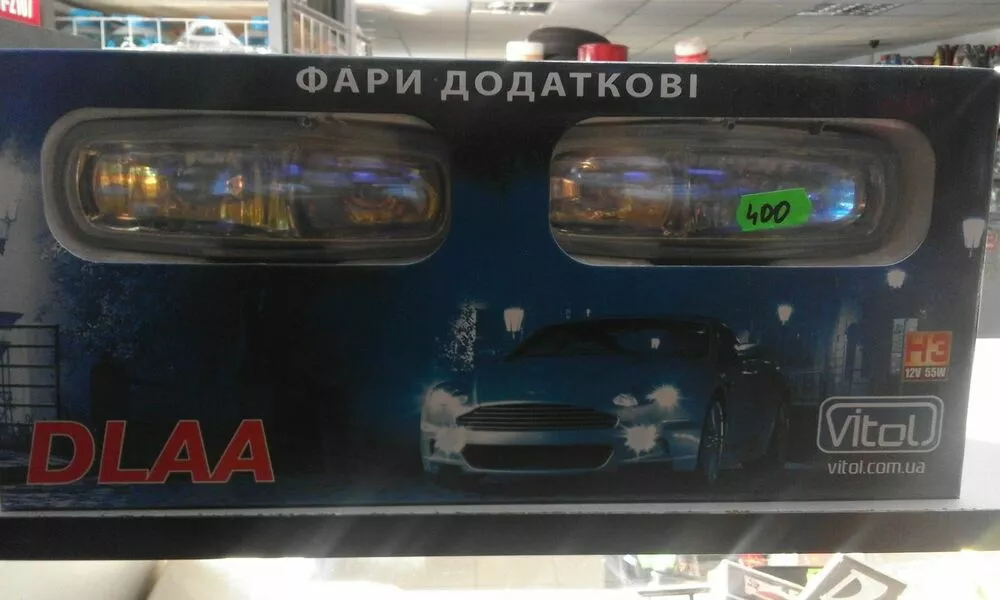 ФАРИ ДОДАТКОВІ
400
H3
12V 55W
DLAA
Vitol
vitol.com.ua